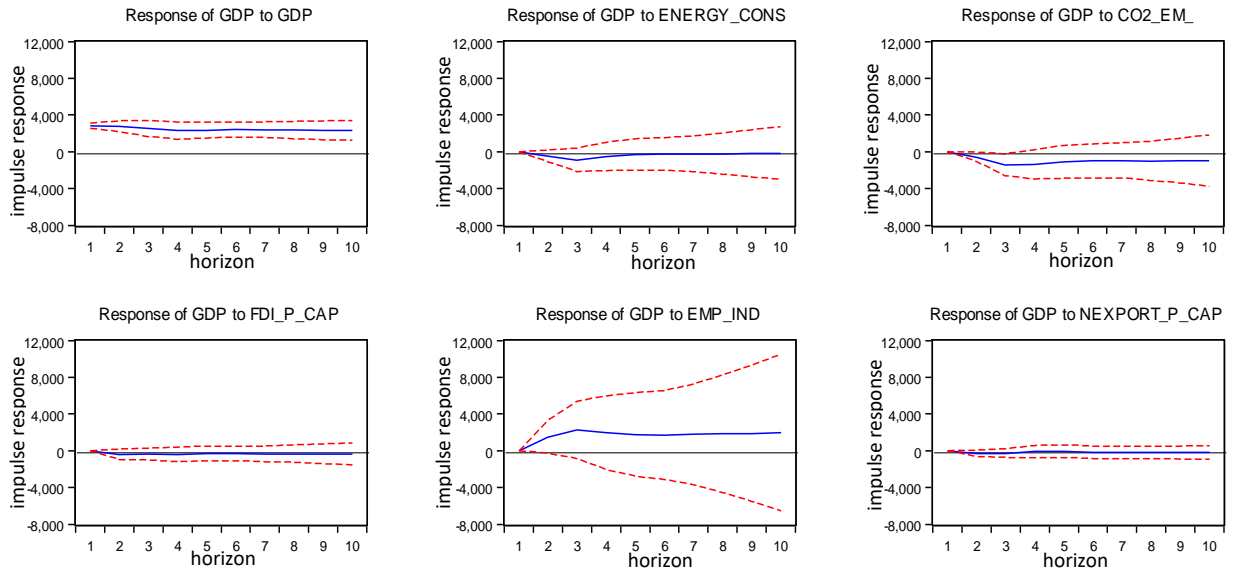 Response of GDP to GDP
12,000
8,000
4,000
0
-4,000
-8,000
impulse response
1 2 3 4 5 6 7 8 9 10
horizon
Response of GDP to ENERGY_CONS
12,000
8,000
4,000
0
-4,000
-8,000
impulse response
1 2 3 4 5 6 7 8 9 10
horizon
Response of GDP to CO2_EM_
12,000
8,000
4,000
0
-4,000
-8,000
impulse response
1 2 3 4 5 6 7 8 9 10
horizon
Response of GDP to FDI_P_CAP
12,000
8,000
4,000
0
-4,000
-8,000
impulse response
1 2 3 4 5 6 7 8 9 10
horizon
Response of GDP to EMP_IND
12,000
8,000
4,000
0
-4,000
-8,000
impulse response
1 2 3 4 5 6 7 8 9 10
horizon
Response of GDP to NEXPORT_P_CAP
12,000
8,000
4,000
0
-4,000
-8,000
impulse response
1 2 3 4 5 6 7 8 9 10
horizon